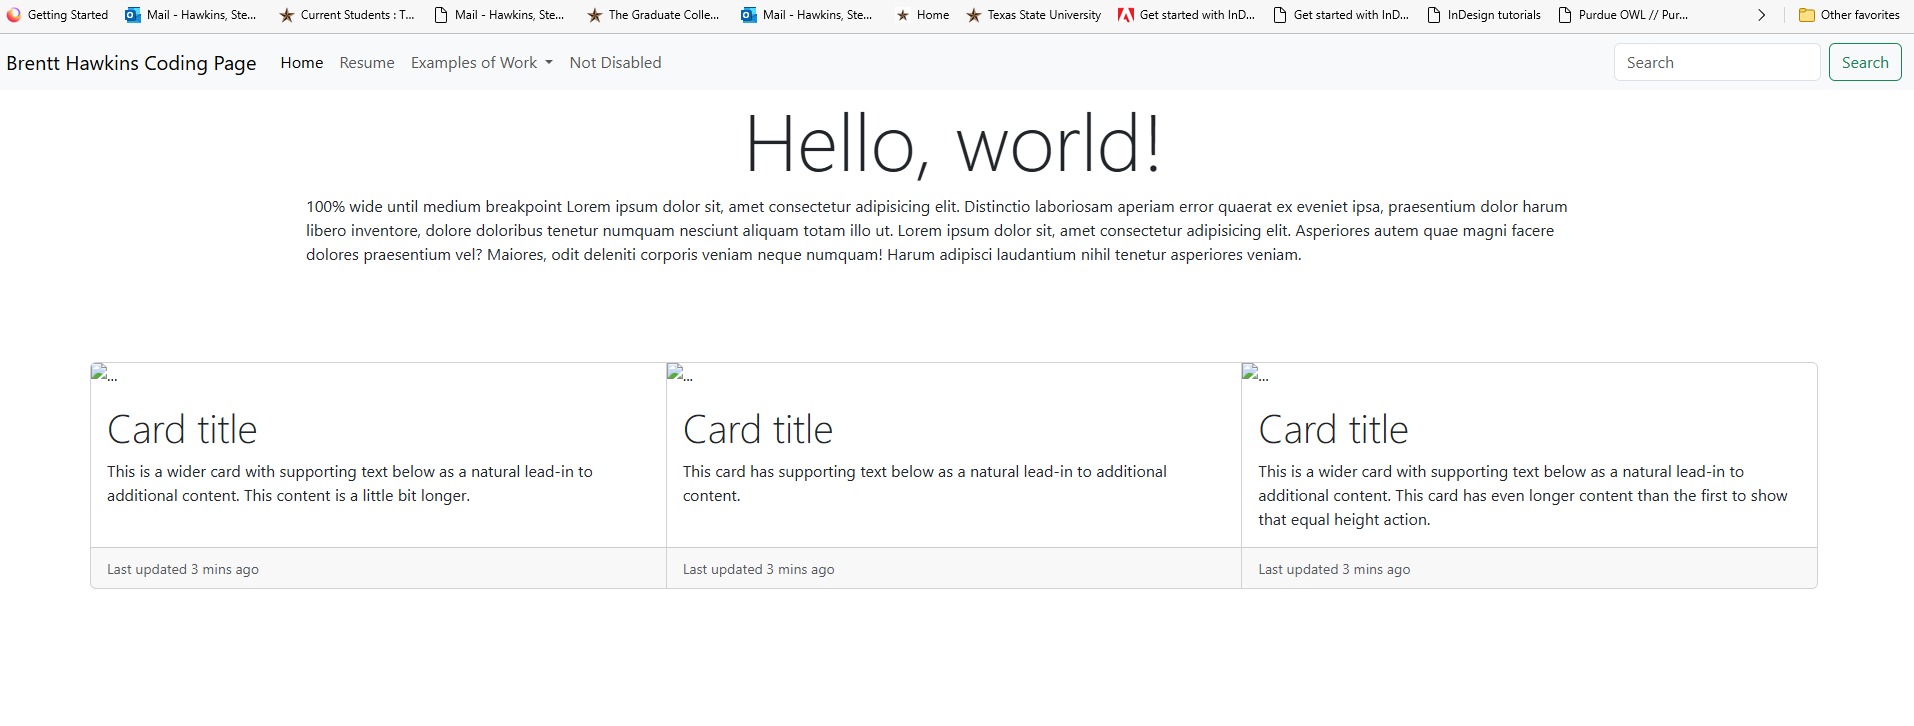 Getting Started Mail - Hawkins, Ste... Current Students : T... Mail - Hawkins, Ste... The Graduate Colle... Mail - Hawkins, Ste... Home Texas State University Get started with InD... Get started with InD... InDesign tutorials Purdue OWL // Pur... Other favorites
Brentt Hawkins Coding Page Home Resume Examples of Work Not Disabled Search Search
Hello, world!
100% wide until medium breakpoint Lorem ipsum dolor sit, amet consectetur adipisicing elit. Distinctio laboriosam aperiam error quaerat ex eveniet ipsa, praesentium dolor harum
libero inventore, dolore doloribus tenetur numquam nesciunt aliquam totam illo ut. Lorem ipsum dolor sit, amet consectetur adipisicing elit. Asperiores autem quae magni facere
dolores praesentium vel? Maiores, odit deleniti corporis veniam neque numquam! Harum adipisci laudantium nihil tenetur asperiores veniam.
...
Card title
This is a wider card with supporting text below as a natural lead-in to
additional content. This content is a little bit longer.
Last updated 3 mins ago
...
Card title
This card has supporting text below as a natural lead-in to additional
content.
Last updated 3 mins ago
...
Card title
This is a wider card with supporting text below as a natural lead-in to
additional content. This card has even longer content than the first to show
that equal height action.
Last updated 3 mins ago